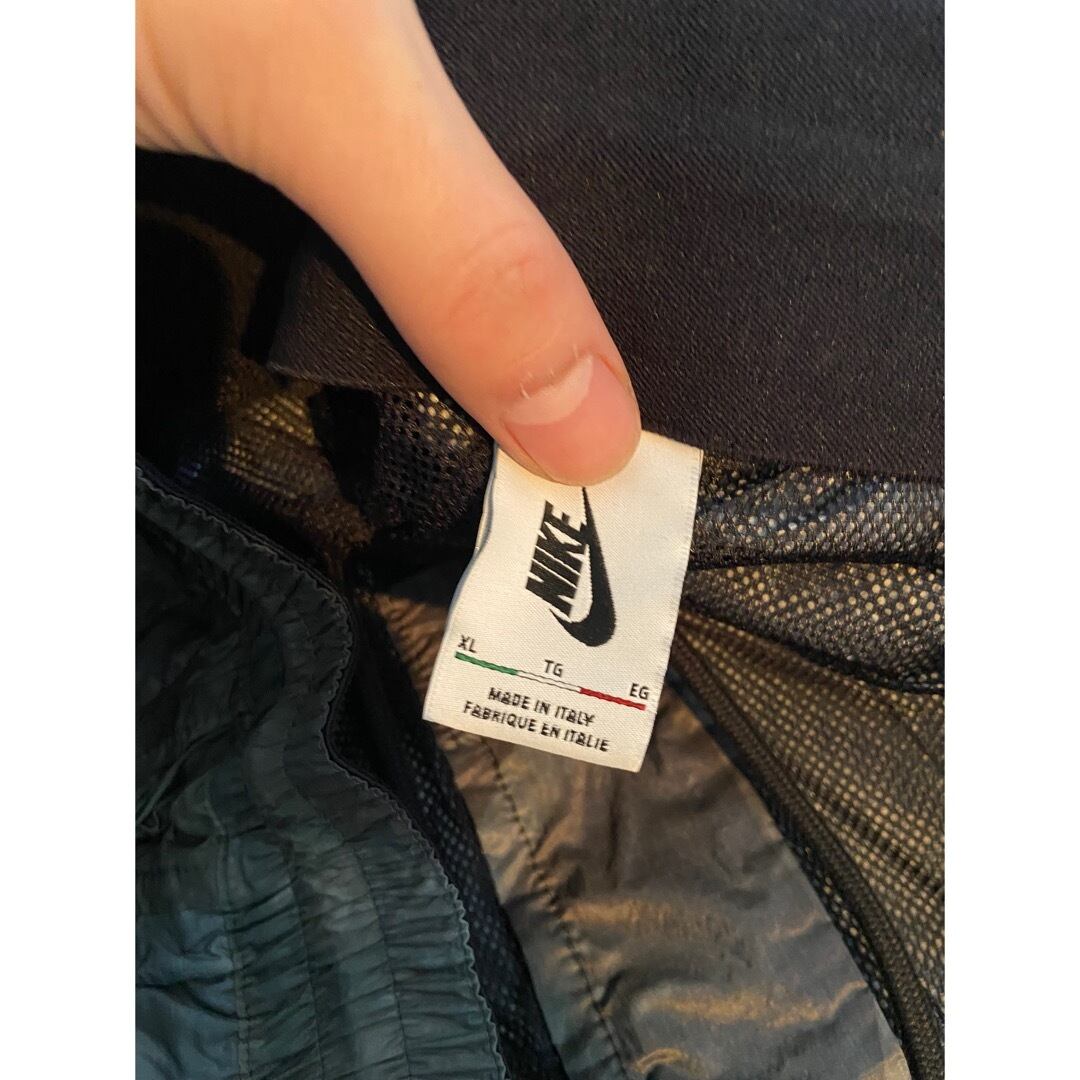 NIKE
XL TG EG
MADE IN ITALY
FABRIQUE EN ITALIE